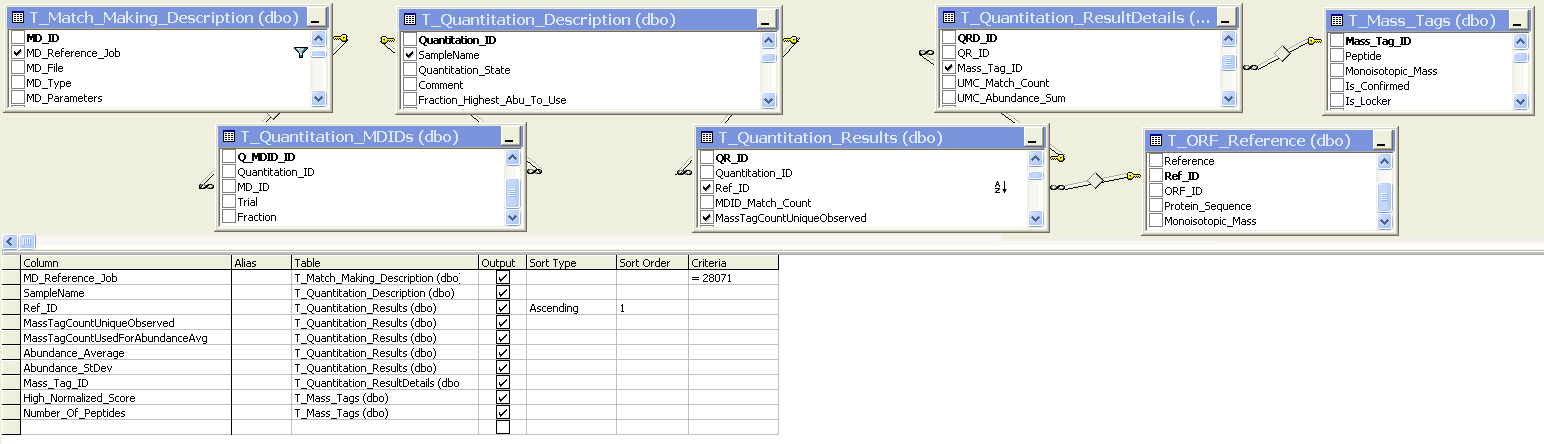 T_Match_Making_Description (dbo)
MD_ID
MD_Reference_Job
MD_File
MD_Type
MD_Parameters
T_Quantitation_Description (dbo)
Quantitation_ID
SampleName
Quantitation_State
Comment
Fraction_Highest_Abu_To_Use
T_Quantitation_ResultDetails (...
QRD_ID
QR_ID
Mass_Tag_ID
UMC_Match_Count
UMC_Abundance_Sum
T_Mass_Tags (dbo)
Mass_Tag_ID
Peptide
Monoisotopic_Mass
Is_Confirmed
Is_Locker
T_Quantitation_MDIDs (dbo)
Q_MDID_ID
Quantitation_ID
MD_ID
Trial
Fraction
T_Quantitation_Results (dbo)
QR_ID
Quantitation_ID
Ref_ID
MDID_Match_Count
MassTagCountUniqueObserved
A
Z
T_ORF_Reference (dbo)
Reference
Ref_ID
ORF_ID
Protein_Sequence
Monoisotopic_Mass
Column Alias Table Output Sort Type Sort Order Criteria
MD_Reference_Job T_Match_Making_Description (dbo) = 28071
SampleName T_Quantitation_Description (dbo)
Ref_ID T_Quantitation_Results (dbo) Ascending 1
MassTagCountUniqueObserved T_Quantitation_Results (dbo)
MassTagCountUsedForAbundanceAvg T_Quantitation_Results (dbo)
Abundance_Average T_Quantitation_Results (dbo)
Abundance_StDev T_Quantitation_Results (dbo)
Mass_Tag_ID T_Quantitation_ResultDetails (dbo
High_Normalized_Score T_Mass_Tags (dbo)
Number_Of_Peptides T_Mass_Tags (dbo)